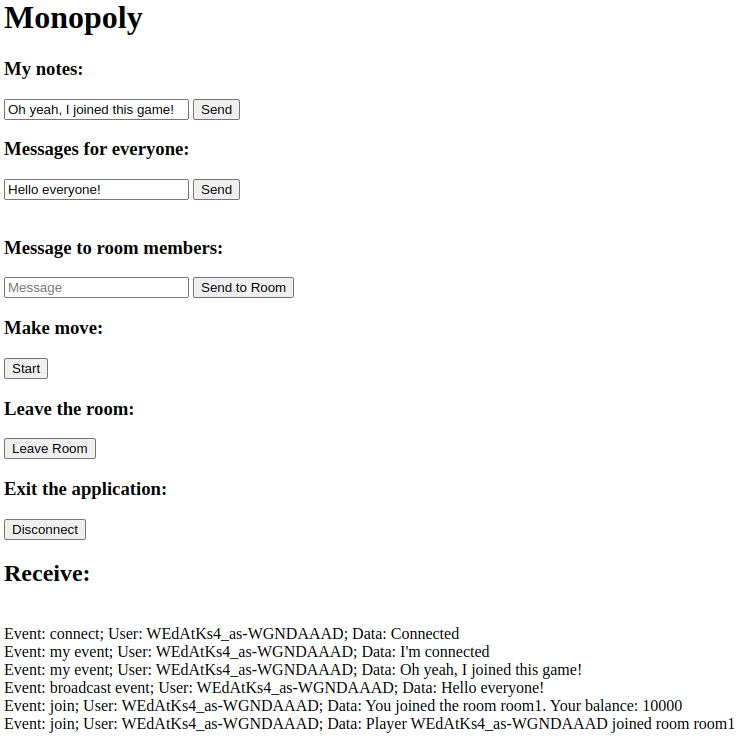 Monopoly
My notes:
Oh yeah, I joined this game! Send
Messages for everyone:
Hello everyone! Send
Message to room members:
Message Send to Room
Make move:
Start
Leave the room:
Leave Room
Exit the application:
Disconnect
Receive:
Event: connect; User: WEdAtKs4_as-WGNDAAAD; Data: Connected
Event: my event; User: WEdAtKs4_as-WGNDAAAD; Data: I'm connected
Event: my event; User: WEdAtKs4_as-WGNDAAAD; Data: Oh yeah, I joined this game!
Event: broadcast event; User: WEdAtKs4_as-WGNDAAAD; Data: Hello everyone!
Event: join; User: WEdAtKs4_as-WGNDAAAD; Data: You joined the room room1. Your balance: 10000
Event: join; User: WEdAtKs4_as-WGNDAAAD; Data: Player WEdAtKs4_as-WGNDAAAD joined room room1